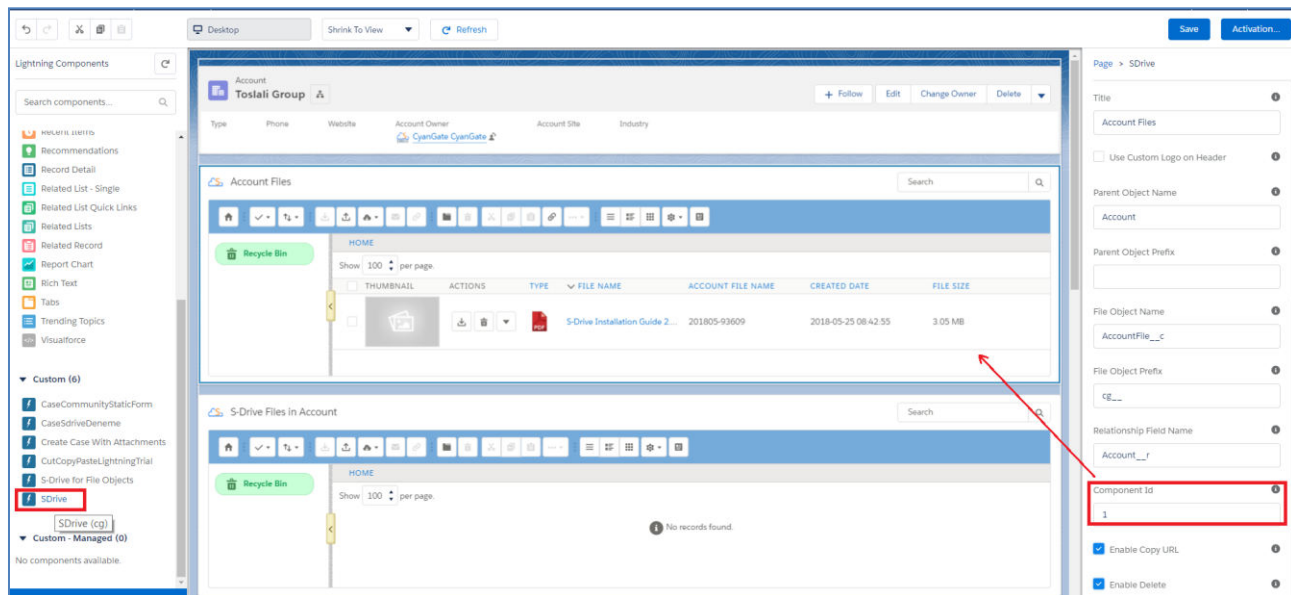 Desktop
Shrink To View
Refresh
Save
Activation...
Lightning Components
Search components...
Recent Items
Recommendations
Record Detail
Related List - Single
Related List Quick Links
Related Lists
Related Record
Report Chart
Rich Text
Tabs
Trending Topics
Visualforce
Custom (6)
CaseCommunityStaticForm
CaseSdriveDeneme
Create Case With Attachments
CutCopyPasteLightningTrial
S-Drive for File Objects
SDrive
SDrive (cg)
Custom - Managed (0)
No components available.
Account
Toslali Group
+ Follow Edit Change Owner Delete
Type Phone Website Account Owner Account Site Industry
CyanGate CyanGate
Account Files
Search
Recycle Bin
HOME
Show 100 per page.
THUMBNAIL ACTIONS TYPE FILE NAME ACCOUNT FILE NAME CREATED DATE FILE SIZE
PDF S-Drive Installation Guide 2... 201805-93609 2018-05-25 08:42:55 3.05 MB
S-Drive Files in Account
Search
Recycle Bin
HOME
Show 100 per page.
No records found.
Page > SDrive
Title
Account Files
Use Custom Logo on Header
Parent Object Name
Account
Parent Object Prefix
File Object Name
AccountFile__c
File Object Prefix
cg__
Relationship Field Name
Account__r
Component Id
1
Enable Copy URL
Enable Delete